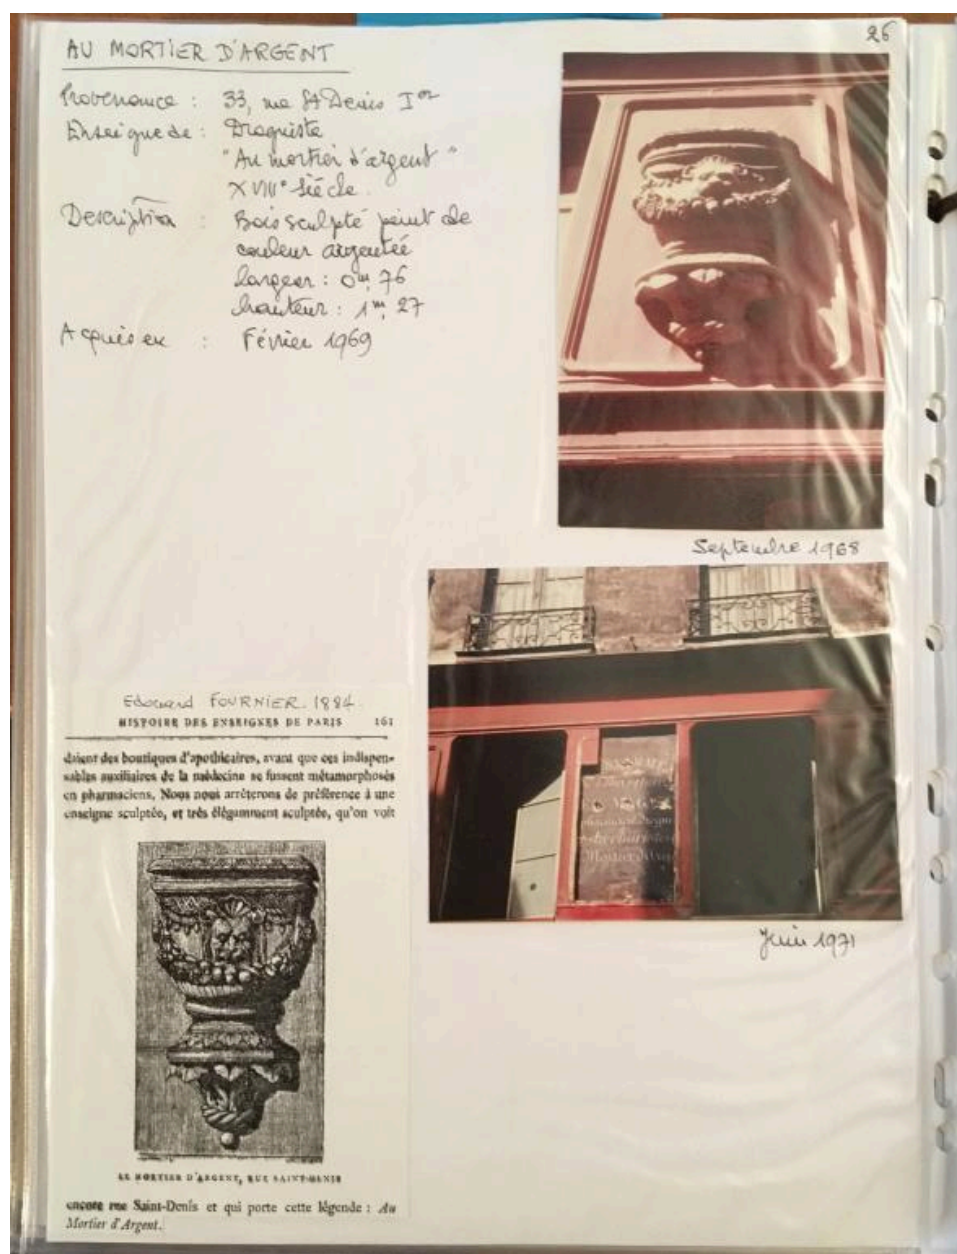 26
AU MORTIER D'ARGENT
Provenance : 33, rue St Denis Ier
Enseigne de : Droguiste
"Au mortier d'argent"
XVIIIe Siècle.
Description : Bois sculpté peint de
couleur argentée
largeur : 0m,76
hauteur : 1m,27
Acquis en : Février 1969
Septembre 1968
Juin 1971
Edouard FOURNIER. 1884.
HISTOIRE DES ENSEIGNES DE PARIS 161
daient des boutiques d'apothicaires, avant que ces indispen-
sables auxiliaires de la médecine se fussent métamorphosés
en pharmaciens. Nous nous arrêterons de préférence à une
enseigne sculptée, et très élégamment sculptée, qu'on voit
LE MORTIER D'ARGENT, RUE SAINT-DENIS
encore rue Saint-Denis et qui porte cette légende : Au
Mortier d'Argent.